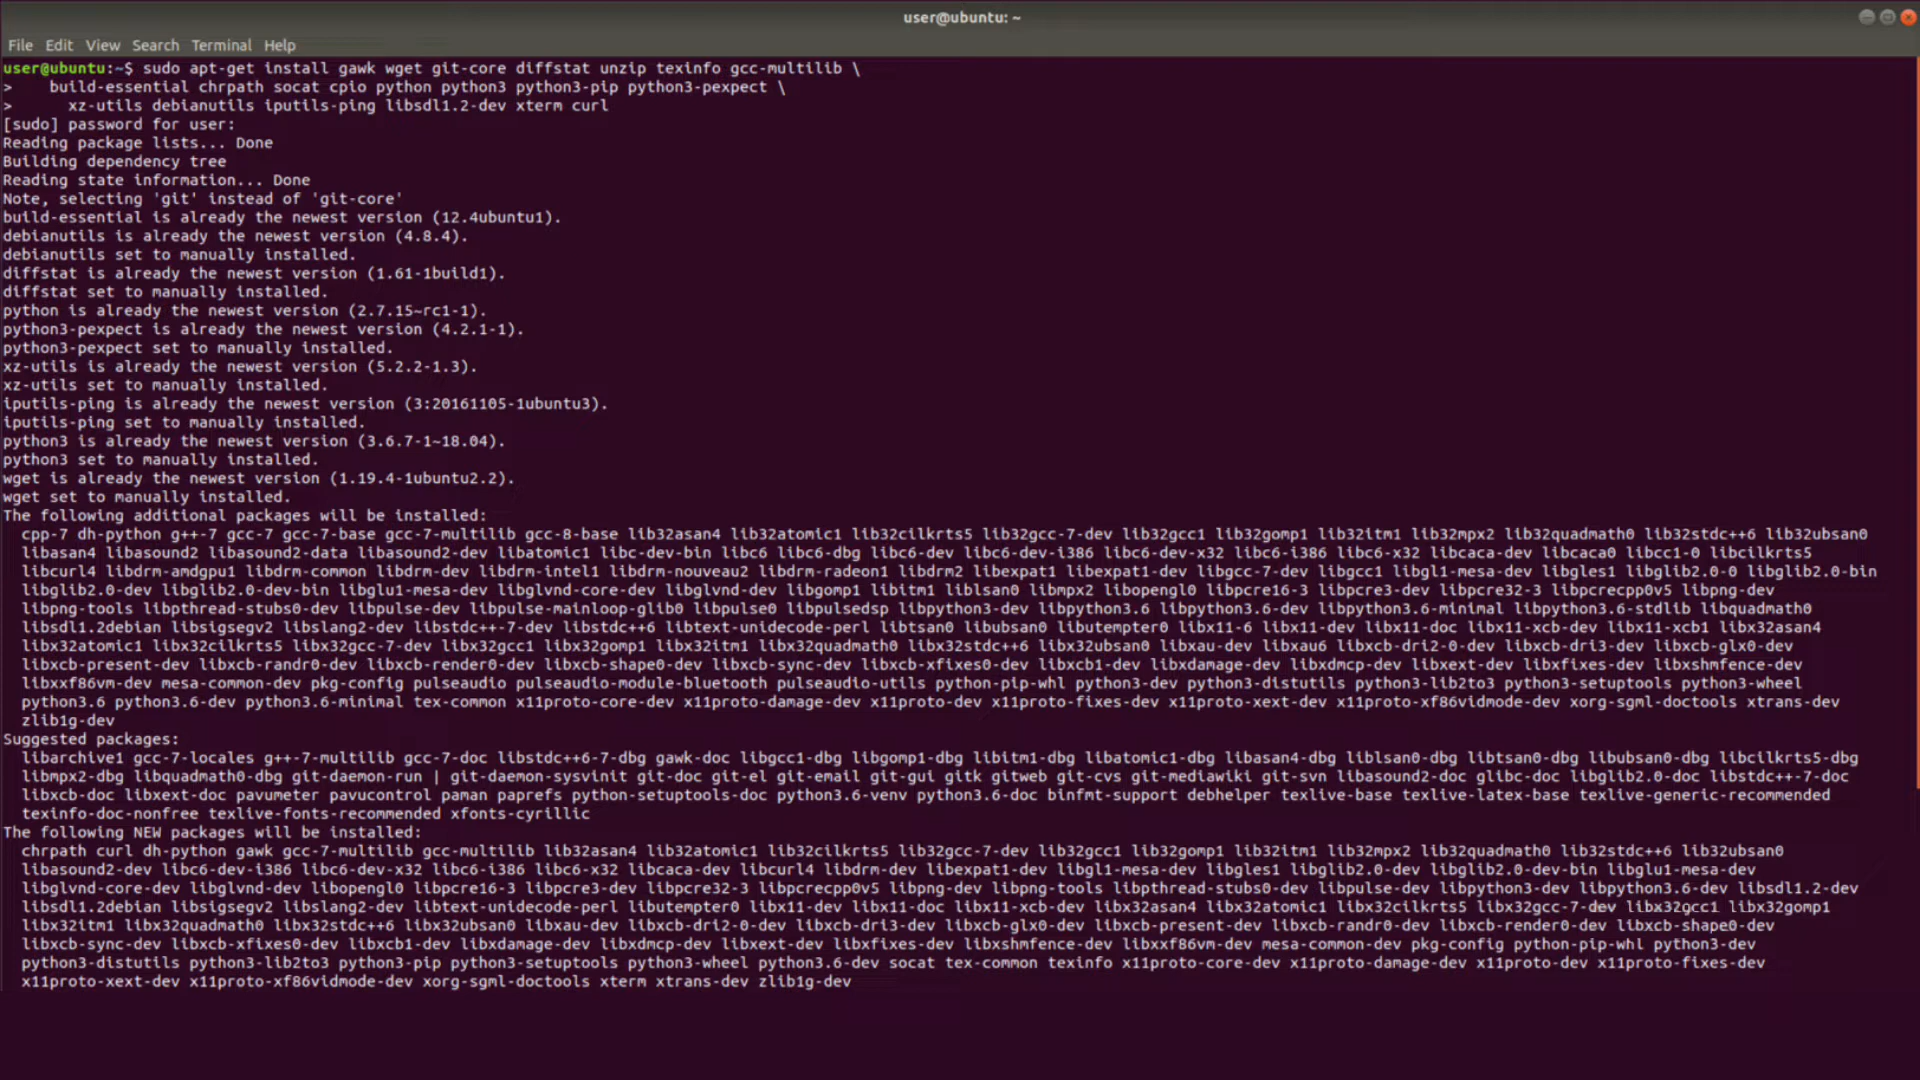 user@ubuntu: ~
File Edit View Search Terminal Help
user@ubuntu:~$ sudo apt-get install gawk wget git-core diffstat unzip texinfo gcc-multilib \
>    build-essential chrpath socat cpio python python3 python3-pip python3-pexpect \
>      xz-utils debianutils iputils-ping libsdl1.2-dev xterm curl
[sudo] password for user:
Reading package lists... Done
Building dependency tree
Reading state information... Done
Note, selecting 'git' instead of 'git-core'
build-essential is already the newest version (12.4ubuntu1).
debianutils is already the newest version (4.8.4).
debianutils set to manually installed.
diffstat is already the newest version (1.61-1build1).
diffstat set to manually installed.
python is already the newest version (2.7.15~rc1-1).
python3-pexpect is already the newest version (4.2.1-1).
python3-pexpect set to manually installed.
xz-utils is already the newest version (5.2.2-1.3).
xz-utils set to manually installed.
iputils-ping is already the newest version (3:20161105-1ubuntu3).
iputils-ping set to manually installed.
python3 is already the newest version (3.6.7-1~18.04).
python3 set to manually installed.
wget is already the newest version (1.19.4-1ubuntu2.2).
wget set to manually installed.
The following additional packages will be installed:
  cpp-7 dh-python g++-7 gcc-7 gcc-7-base gcc-7-multilib gcc-8-base lib32asan4 lib32atomic1 lib32cilkrts5 lib32gcc-7-dev lib32gcc1 lib32gomp1 lib32itm1 lib32mpx2 lib32quadmath0 lib32stdc++6 lib32ubsan0
  libasan4 libasound2 libasound2-data libasound2-dev libatomic1 libc-dev-bin libc6 libc6-dbg libc6-dev libc6-dev-i386 libc6-dev-x32 libc6-i386 libc6-x32 libcaca-dev libcaca0 libcc1-0 libcilkrts5
  libcurl4 libdrm-amdgpu1 libdrm-common libdrm-dev libdrm-intel1 libdrm-nouveau2 libdrm-radeon1 libdrm2 libexpat1 libexpat1-dev libgcc-7-dev libgcc1 libgl1-mesa-dev libgles1 libglib2.0-0 libglib2.0-bin
  libglib2.0-dev libglib2.0-dev-bin libglu1-mesa-dev libglvnd-core-dev libglvnd-dev libgomp1 libitm1 liblsan0 libmpx2 libopengl0 libpcre16-3 libpcre3-dev libpcre32-3 libpcrecpp0v5 libpng-dev
  libpng-tools libpthread-stubs0-dev libpulse-dev libpulse-mainloop-glib0 libpulse0 libpulsedsp libpython3-dev libpython3.6 libpython3.6-dev libpython3.6-minimal libpython3.6-stdlib libquadmath0
  libsdl1.2debian libsigsegv2 libslang2-dev libstdc++-7-dev libstdc++6 libtext-unidecode-perl libtsan0 libubsan0 libutempter0 libx11-6 libx11-dev libx11-doc libx11-xcb-dev libx11-xcb1 libx32asan4
  libx32atomic1 libx32cilkrts5 libx32gcc-7-dev libx32gcc1 libx32gomp1 libx32itm1 libx32quadmath0 libx32stdc++6 libx32ubsan0 libxau-dev libxau6 libxcb-dri2-0-dev libxcb-dri3-dev libxcb-glx0-dev
  libxcb-present-dev libxcb-randr0-dev libxcb-render0-dev libxcb-shape0-dev libxcb-sync-dev libxcb-xfixes0-dev libxcb1-dev libxdamage-dev libxdmcp-dev libxext-dev libxfixes-dev libxshmfence-dev
  libxxf86vm-dev mesa-common-dev pkg-config pulseaudio pulseaudio-module-bluetooth pulseaudio-utils python-pip-whl python3-dev python3-distutils python3-lib2to3 python3-setuptools python3-wheel
  python3.6 python3.6-dev python3.6-minimal tex-common x11proto-core-dev x11proto-damage-dev x11proto-dev x11proto-fixes-dev x11proto-xext-dev x11proto-xf86vidmode-dev xorg-sgml-doctools xtrans-dev
  zlib1g-dev
Suggested packages:
  libarchive1 gcc-7-locales g++-7-multilib gcc-7-doc libstdc++6-7-dbg gawk-doc libgcc1-dbg libgomp1-dbg libitm1-dbg libatomic1-dbg libasan4-dbg liblsan0-dbg libtsan0-dbg libubsan0-dbg libcilkrts5-dbg
  libmpx2-dbg libquadmath0-dbg git-daemon-run | git-daemon-sysvinit git-doc git-el git-email git-gui gitk gitweb git-cvs git-mediawiki git-svn libasound2-doc glibc-doc libglib2.0-doc libstdc++-7-doc
  libxcb-doc libxext-doc pavumeter pavucontrol paman paprefs python-setuptools-doc python3.6-venv python3.6-doc binfmt-support debhelper texlive-base texlive-latex-base texlive-generic-recommended
  texinfo-doc-nonfree texlive-fonts-recommended xfonts-cyrillic
The following NEW packages will be installed:
  chrpath curl dh-python gawk gcc-7-multilib gcc-multilib lib32asan4 lib32atomic1 lib32cilkrts5 lib32gcc-7-dev lib32gcc1 lib32gomp1 lib32itm1 lib32mpx2 lib32quadmath0 lib32stdc++6 lib32ubsan0
  libasound2-dev libc6-dev-i386 libc6-dev-x32 libc6-i386 libc6-x32 libcaca-dev libcurl4 libdrm-dev libexpat1-dev libgl1-mesa-dev libgles1 libglib2.0-dev libglib2.0-dev-bin libglu1-mesa-dev
  libglvnd-core-dev libglvnd-dev libopengl0 libpcre16-3 libpcre3-dev libpcre32-3 libpcrecpp0v5 libpng-dev libpng-tools libpthread-stubs0-dev libpulse-dev libpython3-dev libpython3.6-dev libsdl1.2-dev
  libsdl1.2debian libsigsegv2 libslang2-dev libtext-unidecode-perl libutempter0 libx11-dev libx11-doc libx11-xcb-dev libx32asan4 libx32atomic1 libx32cilkrts5 libx32gcc-7-dev libx32gcc1 libx32gomp1
  libx32itm1 libx32quadmath0 libx32stdc++6 libx32ubsan0 libxau-dev libxcb-dri2-0-dev libxcb-dri3-dev libxcb-glx0-dev libxcb-present-dev libxcb-randr0-dev libxcb-render0-dev libxcb-shape0-dev
  libxcb-sync-dev libxcb-xfixes0-dev libxcb1-dev libxdamage-dev libxdmcp-dev libxext-dev libxfixes-dev libxshmfence-dev libxxf86vm-dev mesa-common-dev pkg-config python-pip-whl python3-dev
  python3-distutils python3-lib2to3 python3-pip python3-setuptools python3-wheel python3.6-dev socat tex-common texinfo x11proto-core-dev x11proto-damage-dev x11proto-dev x11proto-fixes-dev
  x11proto-xext-dev x11proto-xf86vidmode-dev xorg-sgml-doctools xterm xtrans-dev zlib1g-dev